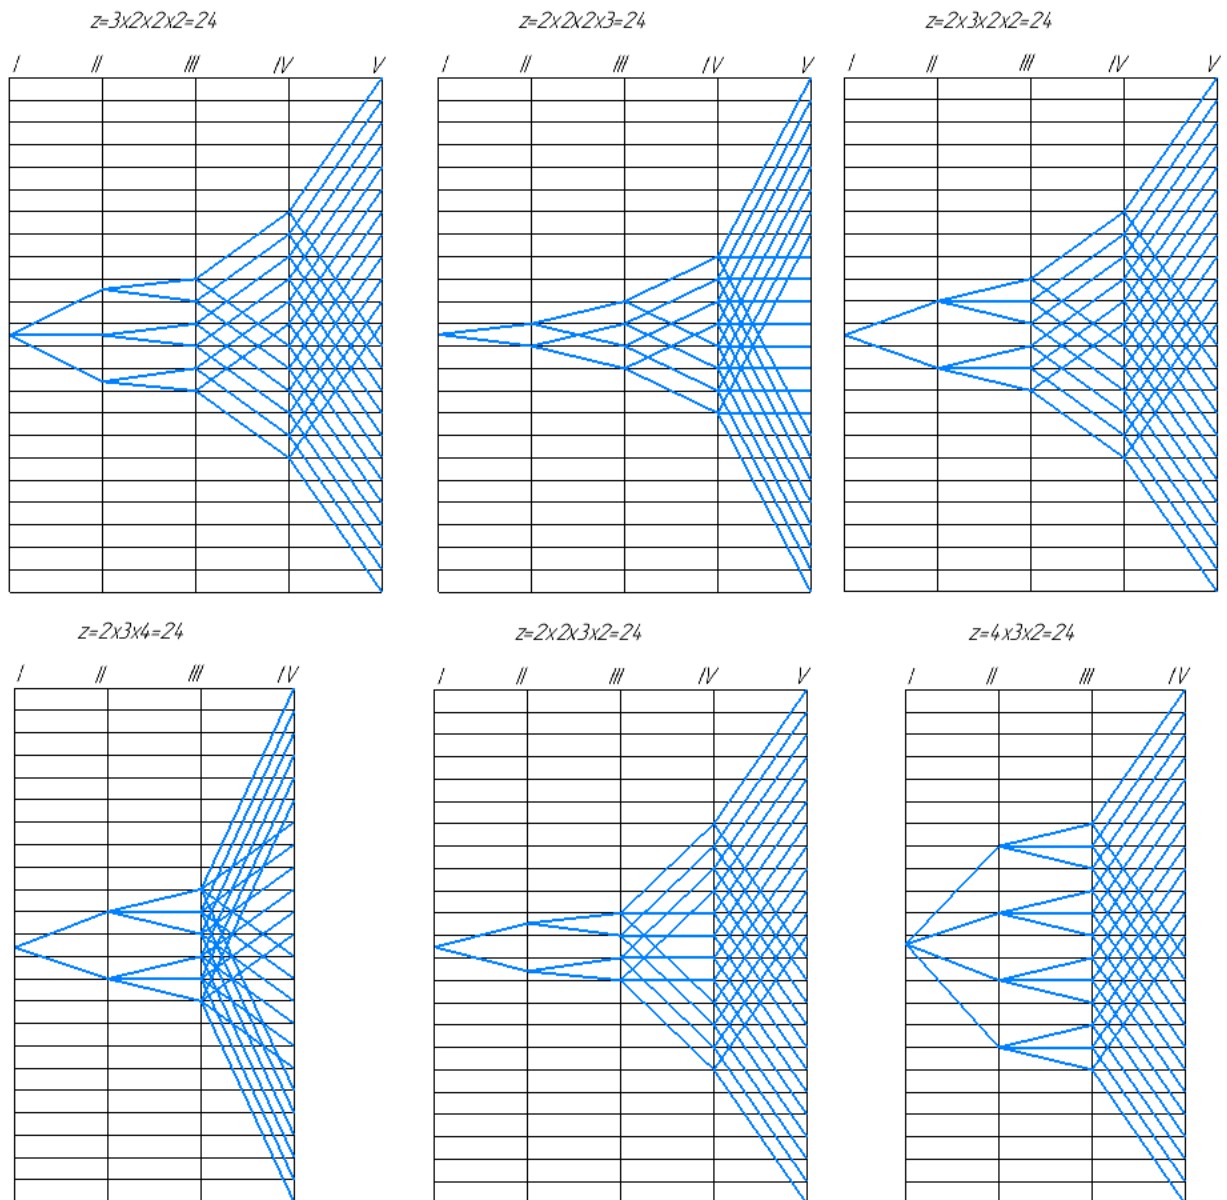 z=3x2x2x2=24
z=2x2x2x3=24
z=2x3x2x2=24
I II III IV V
I II III IV V
I II III IV V
z=2x3x4=24
z=2x2x3x2=24
z=4x3x2=24
I II III IV
I II III IV V
I II III IV